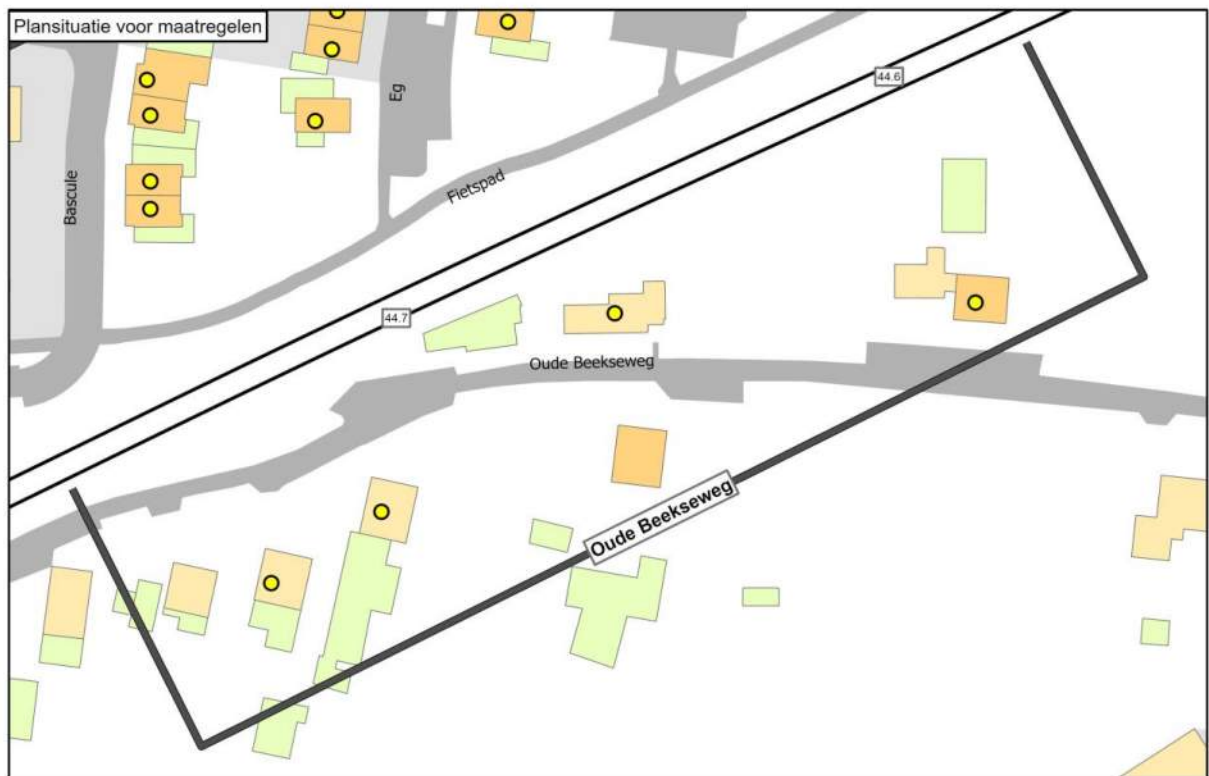 Plansituatie voor maatregelen
Eg
44.6
Bascule
Fietspad
44.7
Oude Beekseweg
Oude Beekseweg